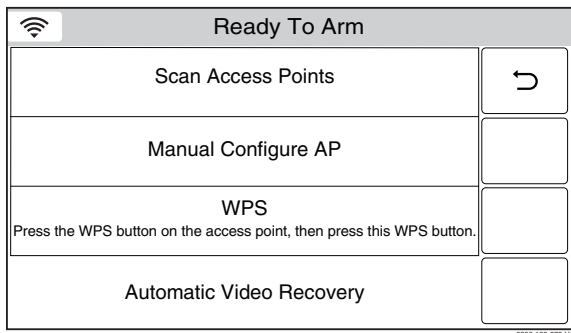 Ready To Arm
Scan Access Points
Manual Configure AP
WPS
Press the WPS button on the access point, then press this WPS button.
Automatic Video Recovery